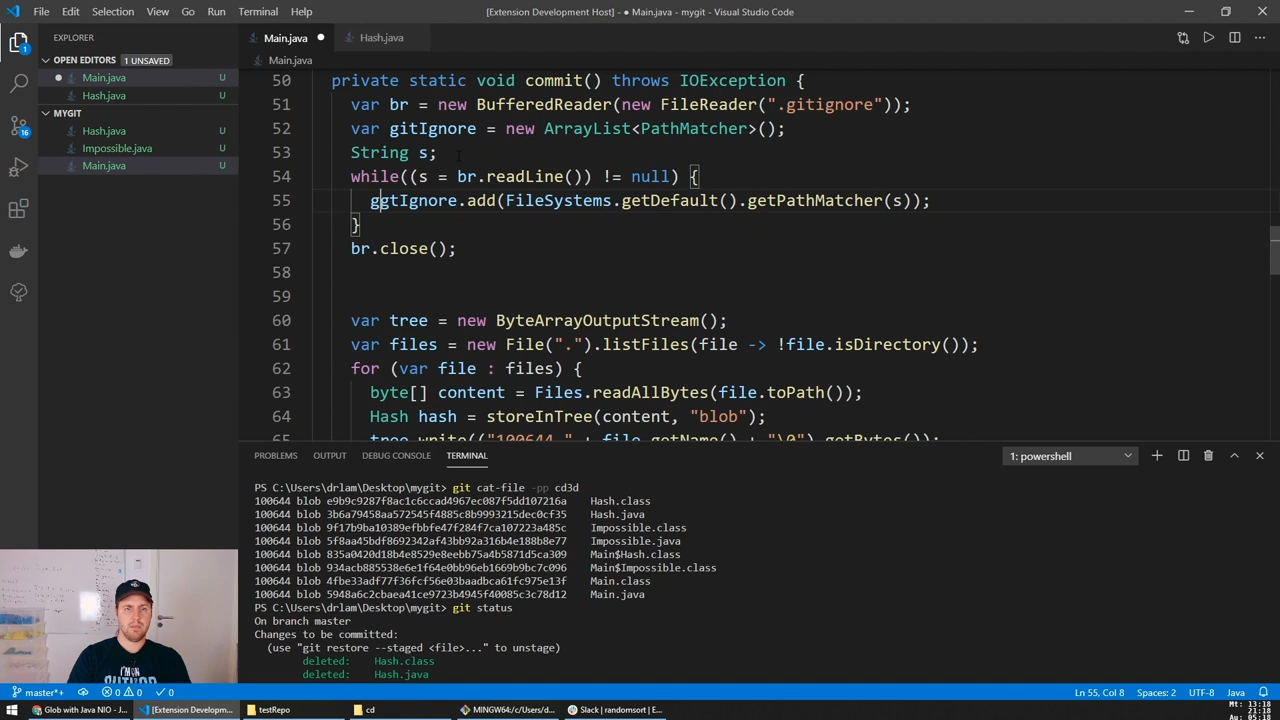 File Edit Selection View Go Run Terminal Help
[Extension Development Host] - ● Main.java - mygit - Visual Studio Code
EXPLORER
OPEN EDITORS 1 UNSAVED
Main.java U
Hash.java U
MYGIT
Hash.java U
Impossible.java U
Main.java U
1
16
Main.java Hash.java
Main.java
50 private static void commit() throws IOException {
51 var br = new BufferedReader(new FileReader(".gitignore"));
52 var gitIgnore = new ArrayList<PathMatcher>();
53 String s;
54 while((s = br.readLine()) != null) {
55 ggtIgnore.add(FileSystems.getDefault().getPathMatcher(s));
56 }
57 br.close();
58
59
60 var tree = new ByteArrayOutputStream();
61 var files = new File(".").listFiles(file -> !file.isDirectory());
62 for (var file : files) {
63 byte[] content = Files.readAllBytes(file.toPath());
64 Hash hash = storeInTree(content, "blob");
65 tree.write(("100644 " + file.getName() + "\0").getBytes());
PROBLEMS OUTPUT DEBUG CONSOLE TERMINAL
1: powershell
PS C:\Users\drlam\Desktop\mygit> git cat-file -pp cd3d
100644 blob e9b9c9287f8ac1c6ccad4967ec087f5dd107216a Hash.class
100644 blob 3b6a79458aa572545f4885c8b9993215dec0cf35 Hash.java
100644 blob 9f17b9ba10389efbbfe47f284f7ca107223a485c Impossible.class
100644 blob 5f8aa45bdf8692342af43bb92a316b4e188f327e Impossible.java
100644 blob 835a0420d18b4e8529e8eebb75a4b5871d5ca309 Main$Hash.class
100644 blob 934acb885538e6e1f64e0bb96eb1669b9bc7c096 Main$Impossible.class
100644 blob 4fbe33adf77f36fcf56e03baadbca61fc975e13f Main.class
100644 blob 5948a6c2cbaea41ce9723b4f40985c3c78d12 Main.java
PS C:\Users\drlam\Desktop\mygit> git status
On branch master
Changes to be committed:
(use "git restore --staged <file>..." to unstage)
deleted: Hash.class
deleted: Hash.java
master*+ 0 0 0
Ln 55, Col 8 Spaces: 2 UTF-8 Java
Glob with Java NIO - ... [Extension Developm... testRepo cd MINGW64:/c/Users/d... Slack | randomsort | E...
Mt: 13:18
21:18